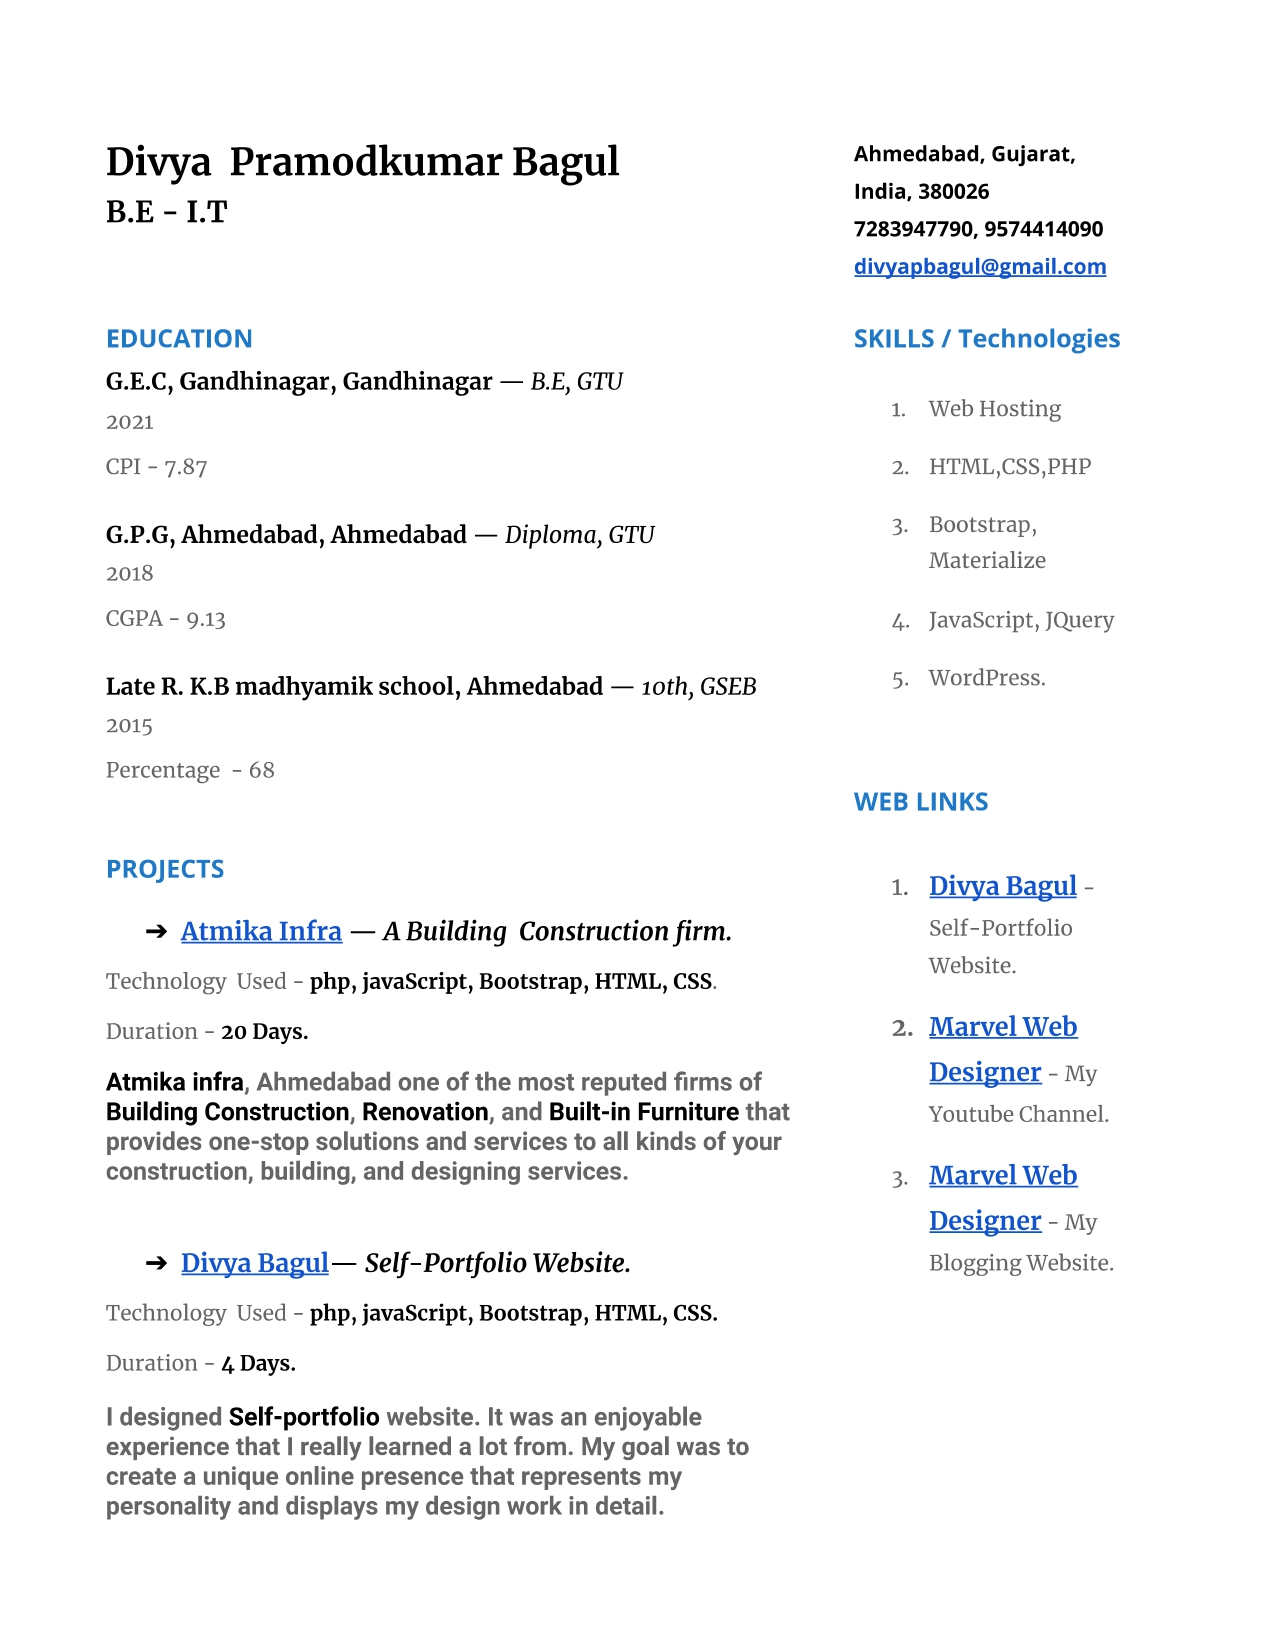 Divya  Pramodkumar Bagul
B.E - I.T
Ahmedabad, Gujarat,
India, 380026
7283947790, 9574414090
divyapbagul@gmail.com
EDUCATION
G.E.C, Gandhinagar, Gandhinagar — B.E, GTU
2021
CPI - 7.87
G.P.G, Ahmedabad, Ahmedabad — Diploma, GTU
2018
CGPA - 9.13
Late R. K.B madhyamik school, Ahmedabad — 10th, GSEB
2015
Percentage  - 68
PROJECTS
➔ Atmika Infra — A Building  Construction firm.
Technology  Used - php, javaScript, Bootstrap, HTML, CSS.
Duration - 20 Days.
Atmika infra, Ahmedabad one of the most reputed firms of
Building Construction, Renovation, and Built-in Furniture that
provides one-stop solutions and services to all kinds of your
construction, building, and designing services.
➔ Divya Bagul— Self-Portfolio Website.
Technology  Used - php, javaScript, Bootstrap, HTML, CSS.
Duration - 4 Days.
I designed Self-portfolio website. It was an enjoyable
experience that I really learned a lot from. My goal was to
create a unique online presence that represents my
personality and displays my design work in detail.
SKILLS / Technologies
1. Web Hosting
2. HTML,CSS,PHP
3. Bootstrap,
Materialize
4. JavaScript, JQuery
5. WordPress.
WEB LINKS
1. Divya Bagul -
Self-Portfolio
Website.
2. Marvel Web
Designer - My
Youtube Channel.
3. Marvel Web
Designer - My
Blogging Website.